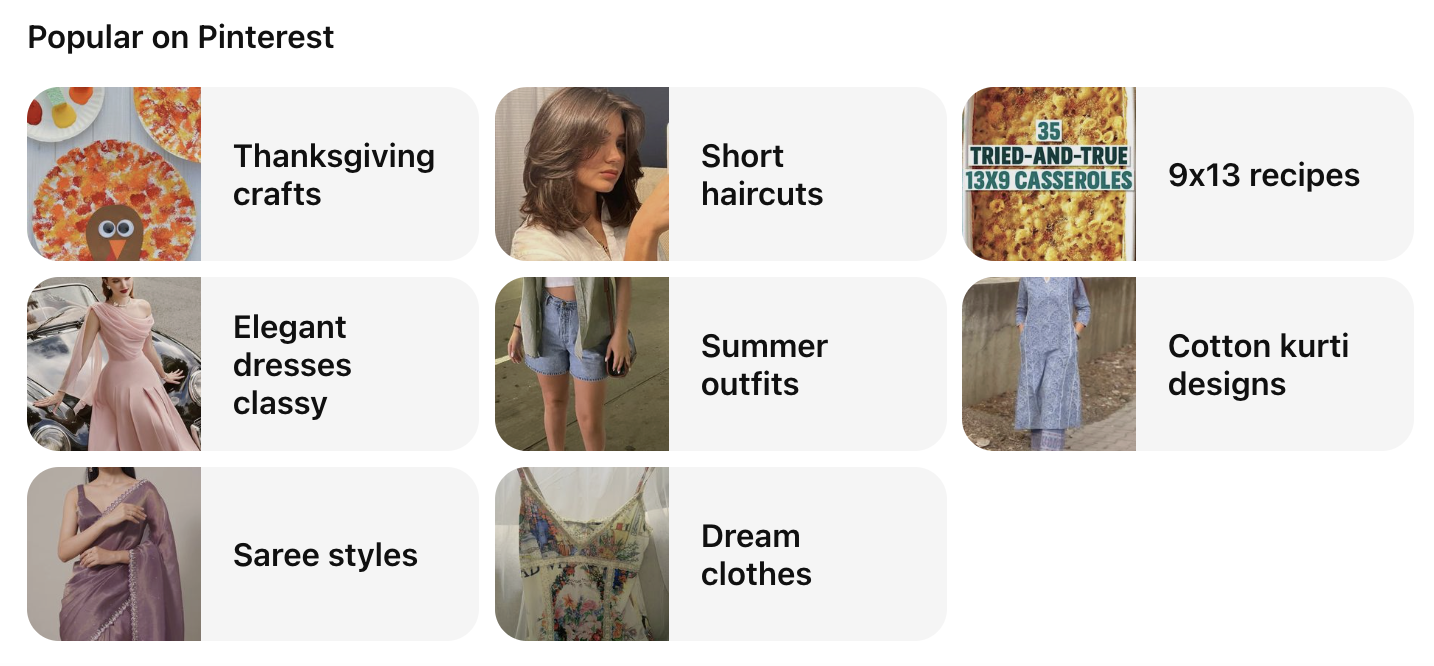 Popular on Pinterest
Thanksgiving
crafts
Short
haircuts
35
TRIED-AND-TRUE
13X9 CASSEROLES
9x13 recipes
Elegant
dresses
classy
Summer
outfits
Cotton kurti
designs
Saree styles
Dream
clothes